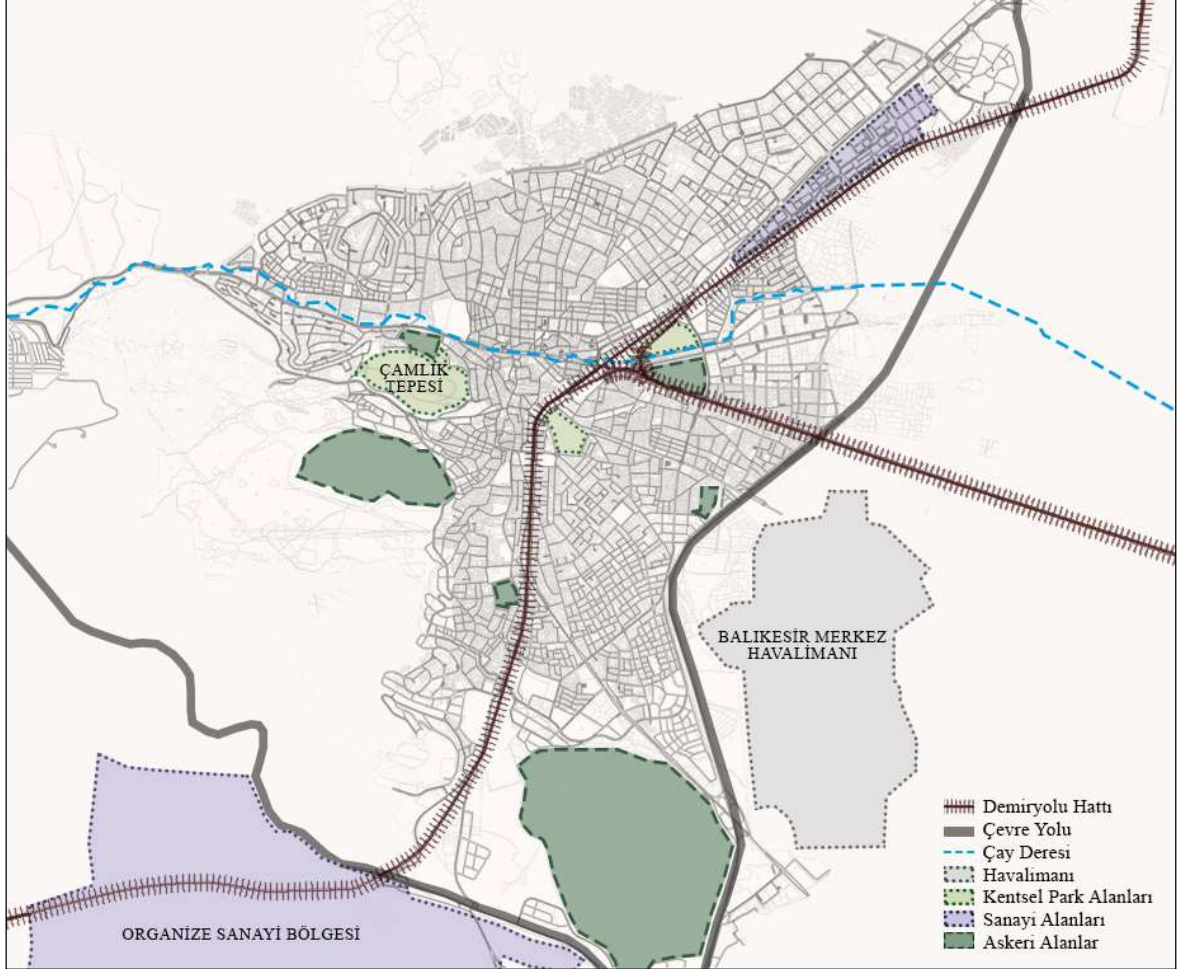 ÇAMLIK
TEPESİ
BALIKESİR MERKEZ
HAVALİMANI
ORGANİZE SANAYİ BÖLGESİ
Demiryolu Hattı
Çevre Yolu
Çay Deresi
Havalimanı
Kentsel Park Alanları
Sanayi Alanları
Askeri Alanlar